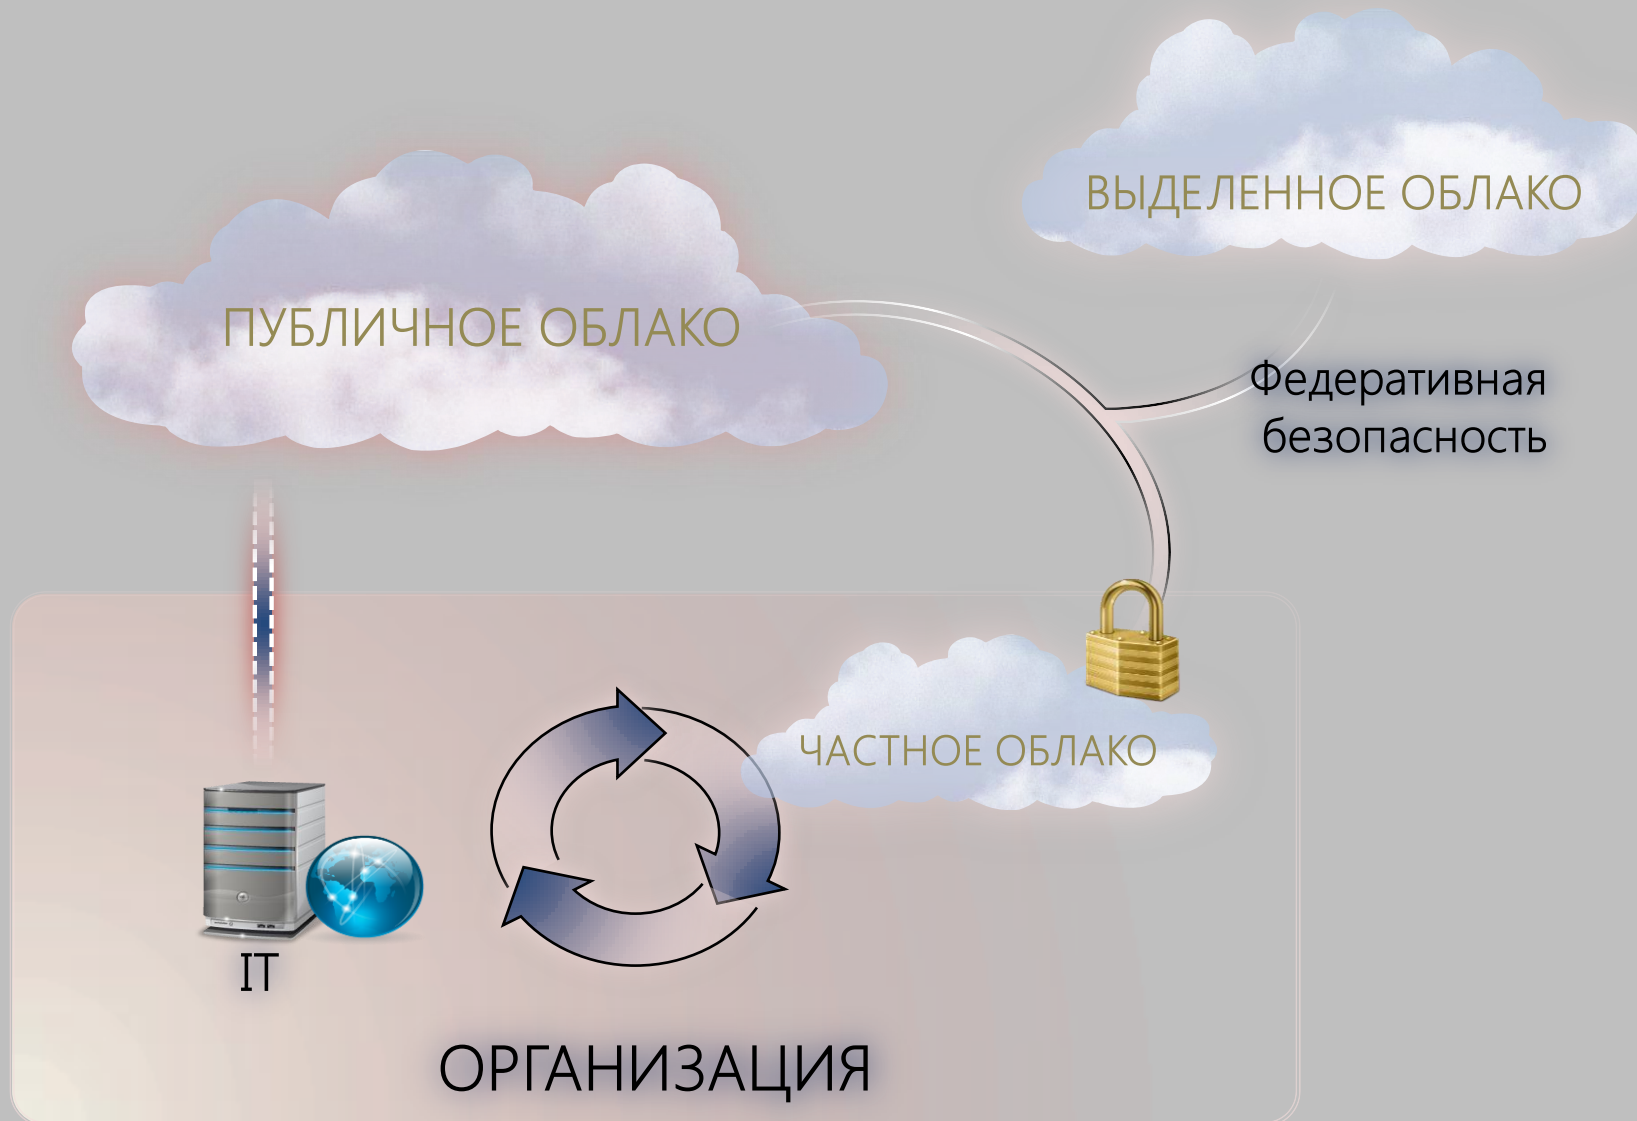 ВЫДЕЛЕННОЕ ОБЛАКО
ПУБЛИЧНОЕ ОБЛАКО
Федеративная
безопасность
ЧАСТНОЕ ОБЛАКО
IT
ОРГАНИЗАЦИЯ